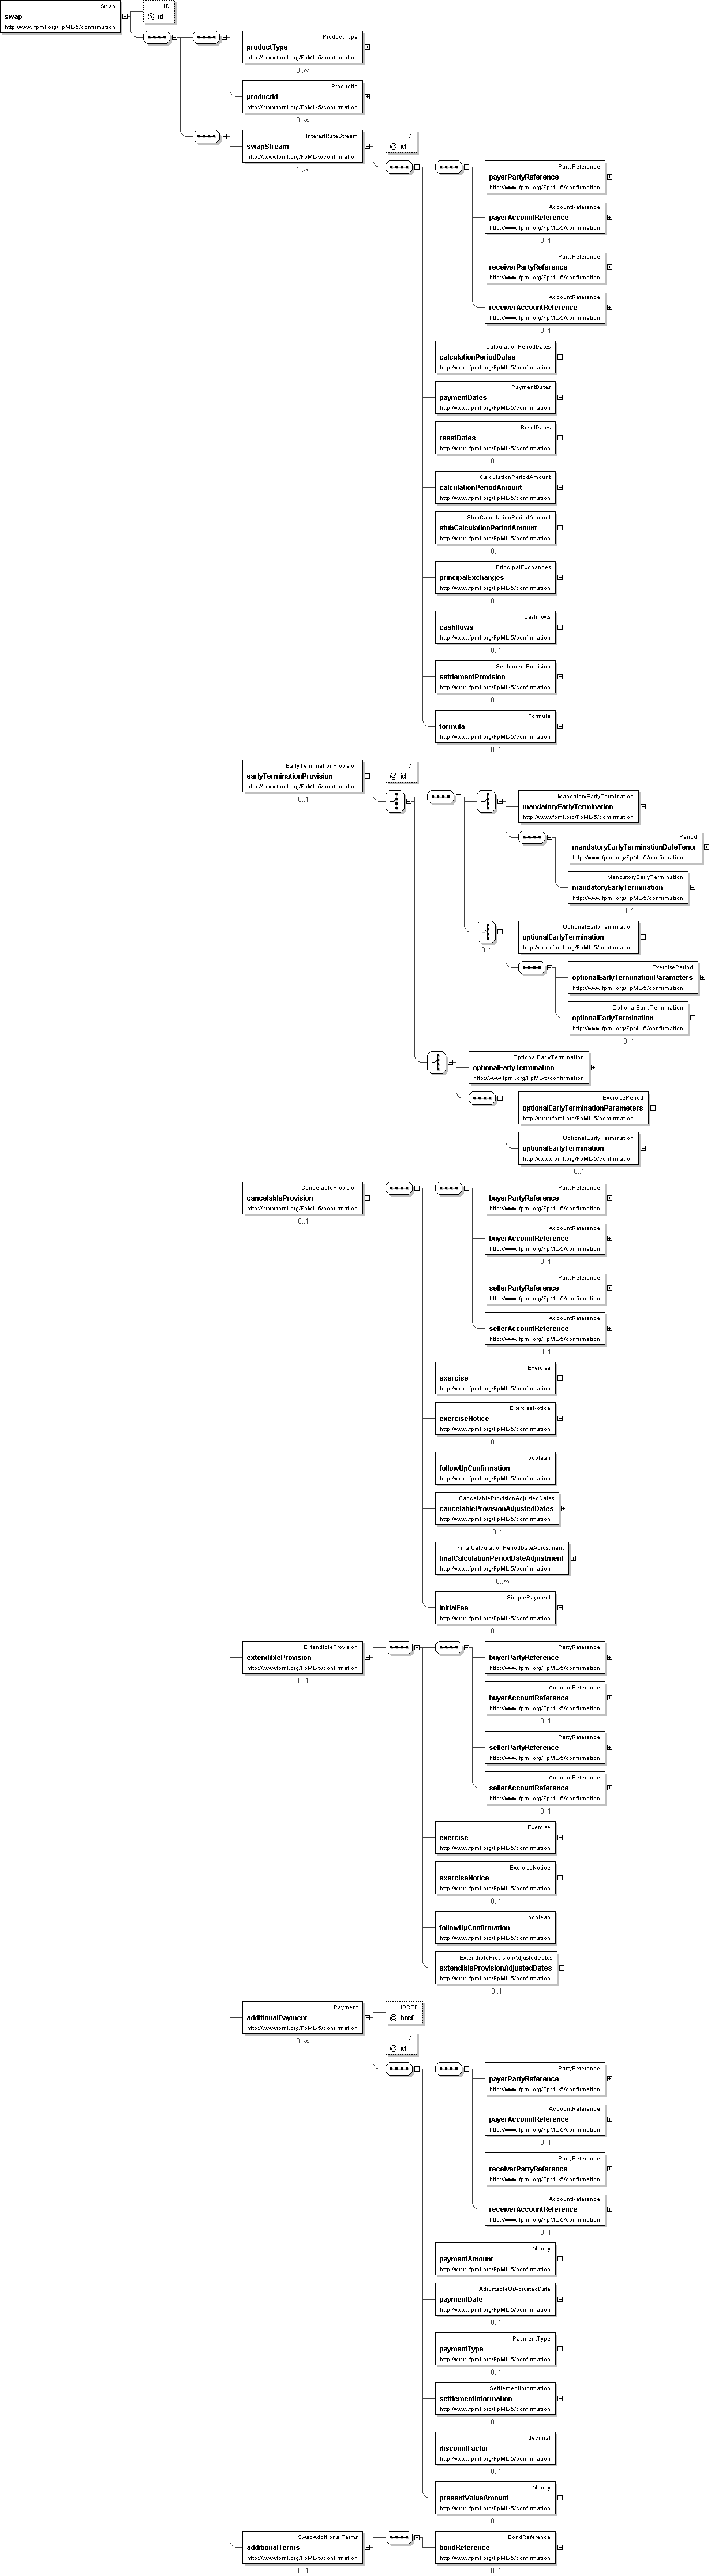 Swap
swap
http://www.fpml.org/FpML-5/confirmation
ID
@ id
ProductType
productType
http://www.fpml.org/FpML-5/confirmation
0..∞
ProductId
productId
http://www.fpml.org/FpML-5/confirmation
0..∞
InterestRateStream
swapStream
http://www.fpml.org/FpML-5/confirmation
1..∞
ID
@ id
PartyReference
payerPartyReference
http://www.fpml.org/FpML-5/confirmation
AccountReference
payerAccountReference
http://www.fpml.org/FpML-5/confirmation
0..1
PartyReference
receiverPartyReference
http://www.fpml.org/FpML-5/confirmation
AccountReference
receiverAccountReference
http://www.fpml.org/FpML-5/confirmation
0..1
CalculationPeriodDates
calculationPeriodDates
http://www.fpml.org/FpML-5/confirmation
PaymentDates
paymentDates
http://www.fpml.org/FpML-5/confirmation
ResetDates
resetDates
http://www.fpml.org/FpML-5/confirmation
0..1
CalculationPeriodAmount
calculationPeriodAmount
http://www.fpml.org/FpML-5/confirmation
StubCalculationPeriodAmount
stubCalculationPeriodAmount
http://www.fpml.org/FpML-5/confirmation
0..1
PrincipalExchanges
principalExchanges
http://www.fpml.org/FpML-5/confirmation
0..1
Cashflows
cashflows
http://www.fpml.org/FpML-5/confirmation
0..1
SettlementProvision
settlementProvision
http://www.fpml.org/FpML-5/confirmation
0..1
Formula
formula
http://www.fpml.org/FpML-5/confirmation
0..1
EarlyTerminationProvision
earlyTerminationProvision
http://www.fpml.org/FpML-5/confirmation
0..1
ID
@ id
MandatoryEarlyTermination
mandatoryEarlyTermination
http://www.fpml.org/FpML-5/confirmation
Period
mandatoryEarlyTerminationDateTenor
http://www.fpml.org/FpML-5/confirmation
MandatoryEarlyTermination
mandatoryEarlyTermination
http://www.fpml.org/FpML-5/confirmation
0..1
0..1
OptionalEarlyTermination
optionalEarlyTermination
http://www.fpml.org/FpML-5/confirmation
ExercisePeriod
optionalEarlyTerminationParameters
http://www.fpml.org/FpML-5/confirmation
OptionalEarlyTermination
optionalEarlyTermination
http://www.fpml.org/FpML-5/confirmation
0..1
OptionalEarlyTermination
optionalEarlyTermination
http://www.fpml.org/FpML-5/confirmation
ExercisePeriod
optionalEarlyTerminationParameters
http://www.fpml.org/FpML-5/confirmation
OptionalEarlyTermination
optionalEarlyTermination
http://www.fpml.org/FpML-5/confirmation
0..1
CancelableProvision
cancelableProvision
http://www.fpml.org/FpML-5/confirmation
0..1
PartyReference
buyerPartyReference
http://www.fpml.org/FpML-5/confirmation
AccountReference
buyerAccountReference
http://www.fpml.org/FpML-5/confirmation
0..1
PartyReference
sellerPartyReference
http://www.fpml.org/FpML-5/confirmation
AccountReference
sellerAccountReference
http://www.fpml.org/FpML-5/confirmation
0..1
Exercise
exercise
http://www.fpml.org/FpML-5/confirmation
ExerciseNotice
exerciseNotice
http://www.fpml.org/FpML-5/confirmation
0..1
boolean
followUpConfirmation
http://www.fpml.org/FpML-5/confirmation
CancelableProvisionAdjustedDates
cancelableProvisionAdjustedDates
http://www.fpml.org/FpML-5/confirmation
0..1
FinalCalculationPeriodDateAdjustment
finalCalculationPeriodDateAdjustment
http://www.fpml.org/FpML-5/confirmation
0..∞
SimplePayment
initialFee
http://www.fpml.org/FpML-5/confirmation
0..1
ExtendibleProvision
extendibleProvision
http://www.fpml.org/FpML-5/confirmation
0..1
PartyReference
buyerPartyReference
http://www.fpml.org/FpML-5/confirmation
AccountReference
buyerAccountReference
http://www.fpml.org/FpML-5/confirmation
0..1
PartyReference
sellerPartyReference
http://www.fpml.org/FpML-5/confirmation
AccountReference
sellerAccountReference
http://www.fpml.org/FpML-5/confirmation
0..1
Exercise
exercise
http://www.fpml.org/FpML-5/confirmation
ExerciseNotice
exerciseNotice
http://www.fpml.org/FpML-5/confirmation
0..1
boolean
followUpConfirmation
http://www.fpml.org/FpML-5/confirmation
ExtendibleProvisionAdjustedDates
extendibleProvisionAdjustedDates
http://www.fpml.org/FpML-5/confirmation
0..1
Payment
additionalPayment
http://www.fpml.org/FpML-5/confirmation
0..∞
IDREF
@ href
ID
@ id
PartyReference
payerPartyReference
http://www.fpml.org/FpML-5/confirmation
AccountReference
payerAccountReference
http://www.fpml.org/FpML-5/confirmation
0..1
PartyReference
receiverPartyReference
http://www.fpml.org/FpML-5/confirmation
AccountReference
receiverAccountReference
http://www.fpml.org/FpML-5/confirmation
0..1
Money
paymentAmount
http://www.fpml.org/FpML-5/confirmation
AdjustableOrAdjustedDate
paymentDate
http://www.fpml.org/FpML-5/confirmation
0..1
PaymentType
paymentType
http://www.fpml.org/FpML-5/confirmation
0..1
SettlementInformation
settlementInformation
http://www.fpml.org/FpML-5/confirmation
0..1
decimal
discountFactor
http://www.fpml.org/FpML-5/confirmation
0..1
Money
presentValueAmount
http://www.fpml.org/FpML-5/confirmation
0..1
SwapAdditionalTerms
additionalTerms
http://www.fpml.org/FpML-5/confirmation
0..1
BondReference
bondReference
http://www.fpml.org/FpML-5/confirmation
0..1